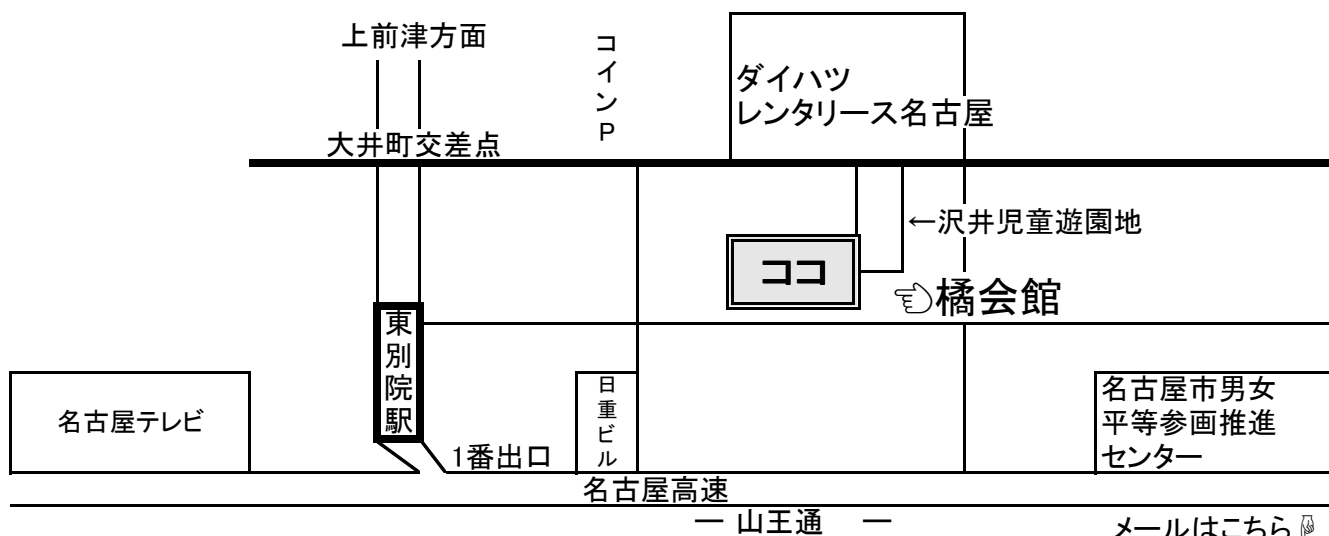 上前津方面
コインP
ダイハツ
レンタリース名古屋
大井町交差点
←沢井児童遊園地
ココ
☜橘会館
東別院駅
名古屋テレビ
1番出口
日重ビル
名古屋市男女
平等参画推進
センター
名古屋高速
― 山王通 ―
メールはこちら☟